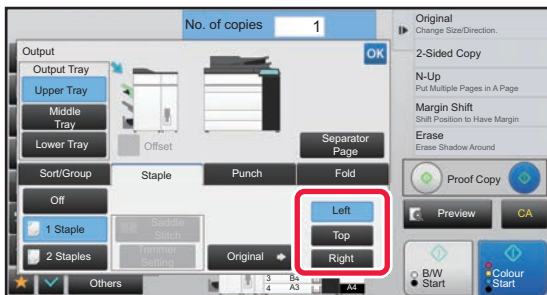 No. of copies
1
Output
OK
Output Tray
Upper Tray
Middle
Tray
Lower Tray
Offset
Separator
Page
Sort/Group
Staple
Punch
Fold
Off
1 Staple
2 Staples
Saddle
Stitch
Trimmer
Setting
Original
Left
Top
Right
Others
3 B4
4 A3
A4
Original
Change Size/Direction.
2-Sided Copy
N-Up
Put Multiple Pages in A Page
Margin Shift
Shift Position to Have Margin
Erase
Erase Shadow Around
Proof Copy
Preview
CA
B/W
Start
Colour
Start